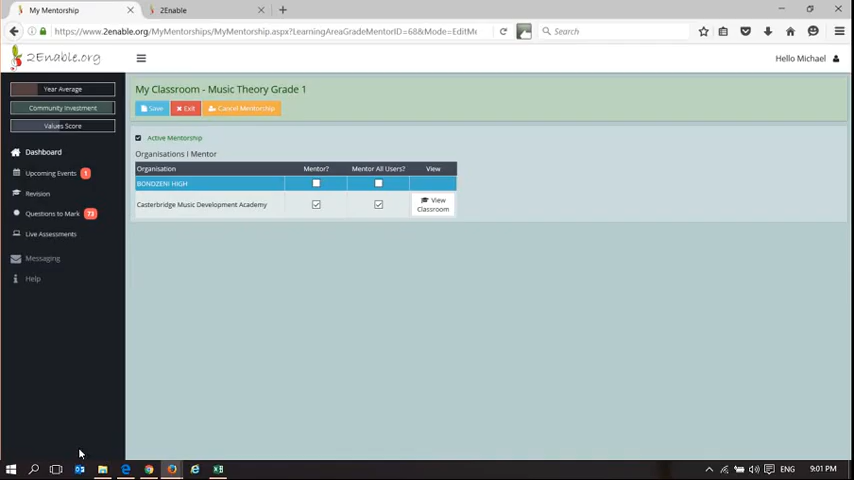 My Mentorship
2Enable
https://www.2enable.org/MyMentorships/MyMentorship.aspx?LearningAreaGradeMentorID=68&Mode=EditMe
Search
2Enable.org
Hello Michael
Year Average
Community Investment
Values Score
Dashboard
Upcoming Events 1
Revision
Questions to Mark 73
Live Assessments
Messaging
Help
My Classroom - Music Theory Grade 1
Save Exit Cancel Mentorship
Active Mentorship
Organisations I Mentor
Organisation Mentor? Mentor All Users? View
BONDZENI HIGH
Casterbridge Music Development Academy View
Classroom
ENG 9:01 PM